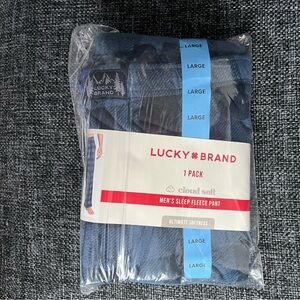 LARGE
LARGE
LARGE
LARGE
LUCKY
BRAND
LUCKY BRAND
1 PACK
cloud soft
MEN'S SLEEP FLEECE PANT
ULTIMATE SOFTNESS
LARGE
LARGE